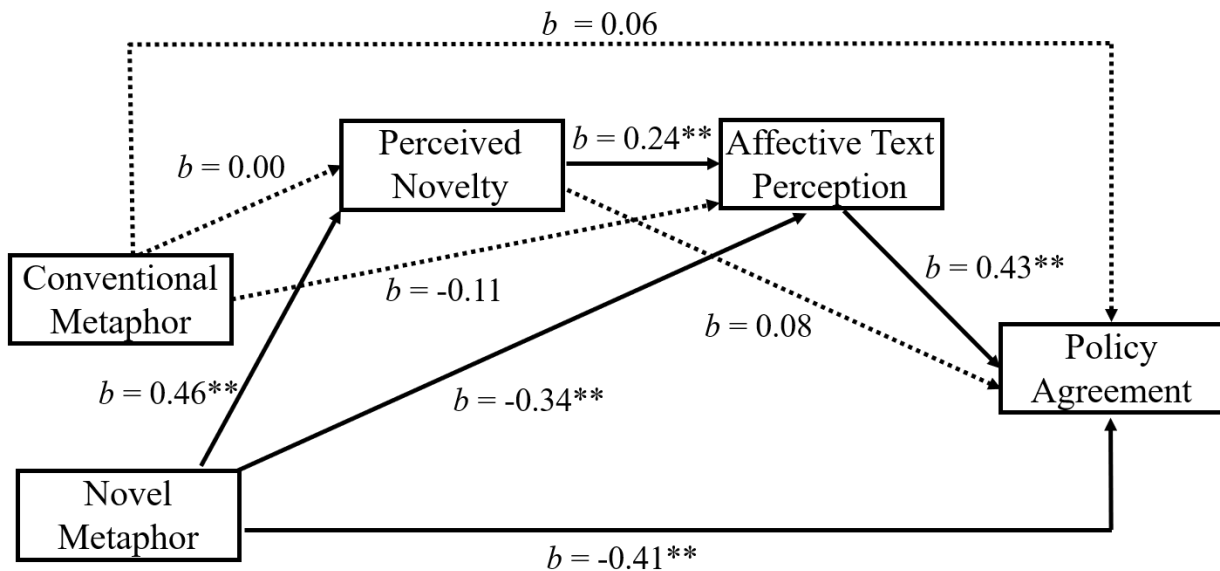 b = 0.06
Perceived
Novelty
b = 0.24**
Affective Text
Perception
b = 0.00
Conventional
Metaphor
b = -0.11
b = 0.43**
b = 0.08
Policy
Agreement
b = 0.46**
b = -0.34**
Novel
Metaphor
b = -0.41**